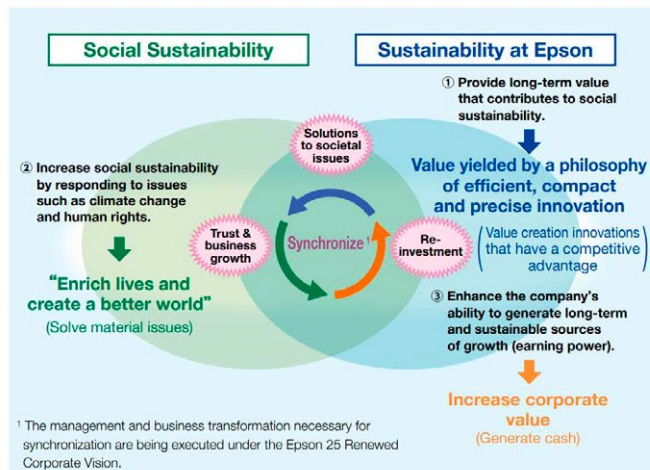 Social Sustainability
Sustainability at Epson
① Provide long-term value
that contributes to social
sustainability.
Solutions
to societal
issues
② Increase social sustainability
by responding to issues
such as climate change
and human rights.
Value yielded by a philosophy
of efficient, compact
and precise innovation
Trust &
business
growth
Synchronize ¹
Re-
investment
(Value creation innovations
that have a competitive
advantage)
“Enrich lives and
create a better world”
(Solve material issues)
③ Enhance the company’s
ability to generate long-term
and sustainable sources
of growth (earning power).
Increase corporate
value
(Generate cash)
¹ The management and business transformation necessary for
synchronization are being executed under the Epson 25 Renewed
Corporate Vision.